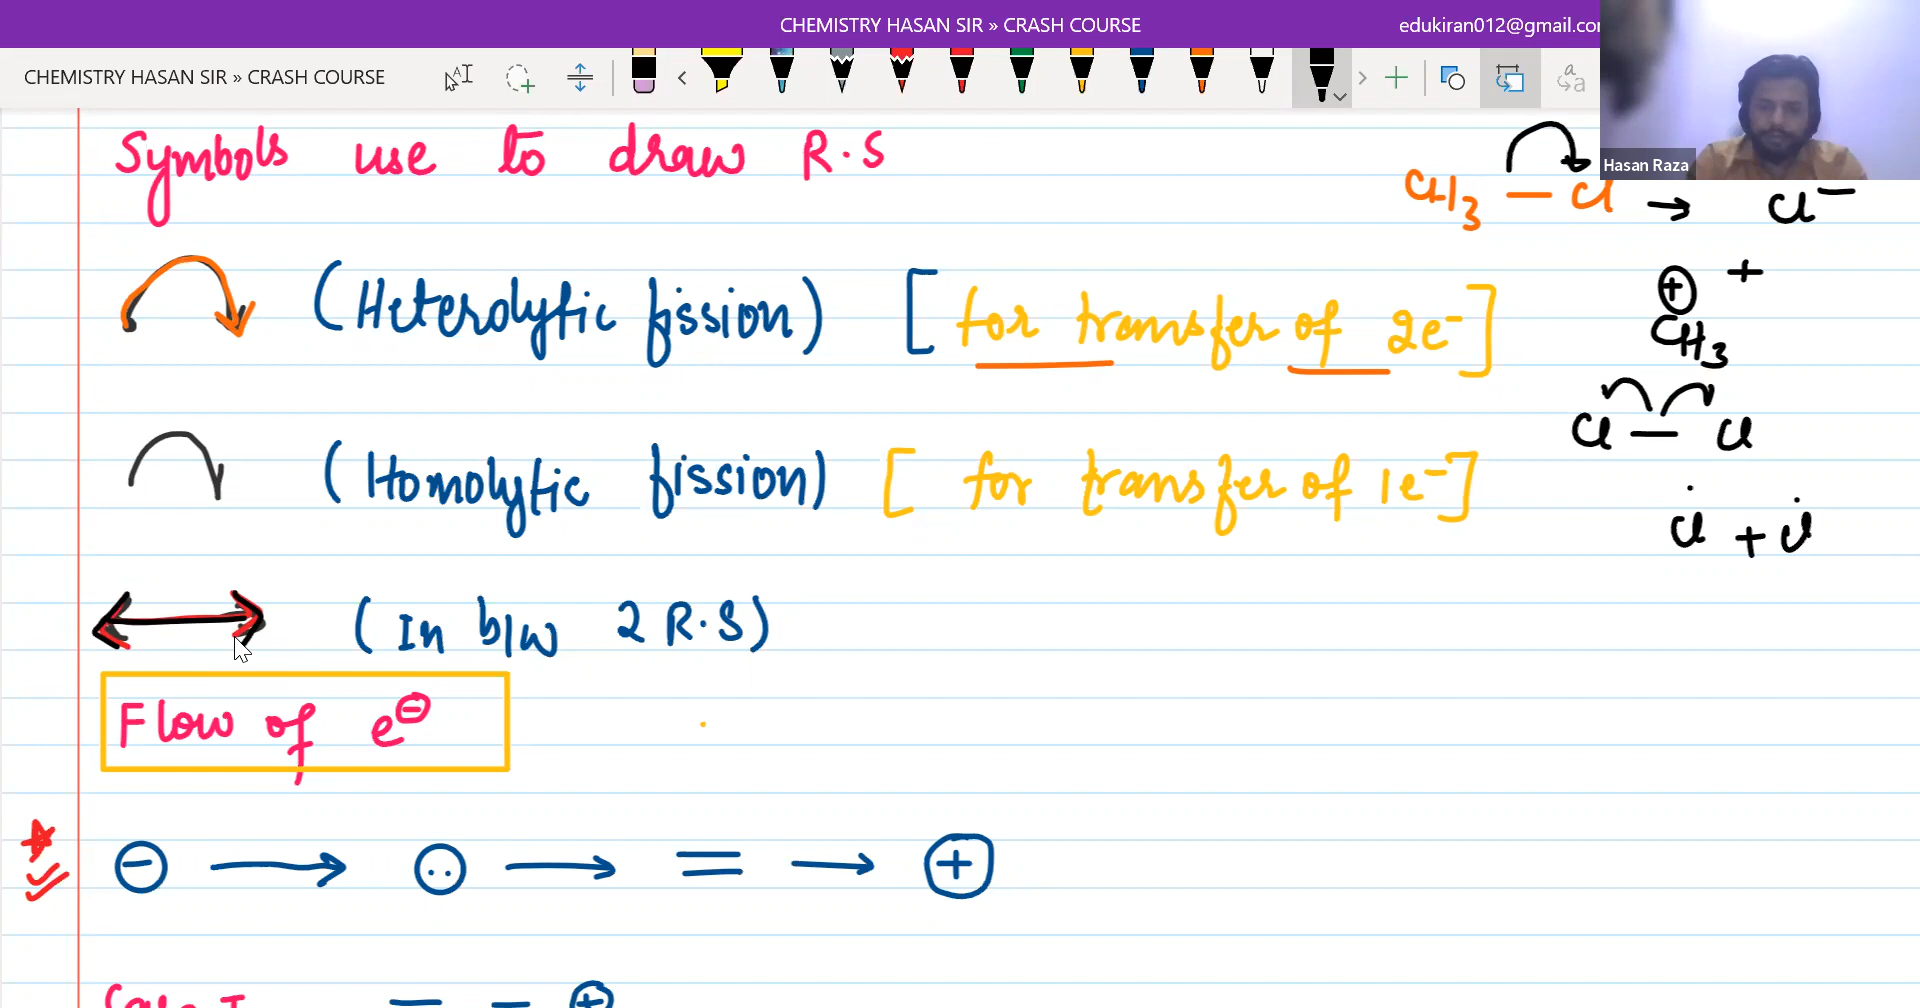 CHEMISTRY HASAN SIR » CRASH COURSE
edukiran012@gmail.co
CHEMISTRY HASAN SIR » CRASH COURSE
Hasan Raza
Symbols use to draw R.S
CH3 — Cl → Cl⁻
(Heterolytic fission) [for transfer of 2e⁻]
⊕ +
CH3
Cl — Cl
(Homolytic fission) [for transfer of 1e⁻]
Cl + Cl
(In b/w 2 R.S)
Flow of e⊖
⊖ → (··) → = → ⊕
Case I = – ⊕